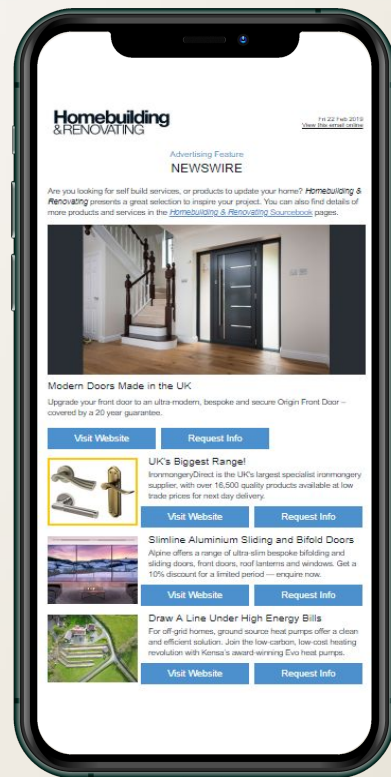 Homebuilding
&RENOVATING
Fri 22 Feb 2019
View this email online
Advertising Feature
NEWSWIRE
Are you looking for self build services, or products to update your home? Homebuilding &
Renovating presents a great selection to inspire your project. You can also find details of
more products and services in the Homebuilding & Renovating Sourcebook pages.
Modern Doors Made in the UK
Upgrade your front door to an ultra-modern, bespoke and secure Origin Front Door –
covered by a 20 year guarantee.
Visit Website Request Info
UK's Biggest Range!
IronmongeryDirect is the UK's largest specialist ironmongery
supplier, with over 16,500 quality products available at low
trade prices for next day delivery.
Visit Website Request Info
Slimline Aluminium Sliding and Bifold Doors
Alpine offers a range of ultra-slim bespoke bifolding and
sliding doors, front doors, roof lanterns and windows. Get a
10% discount for a limited period — enquire now.
Visit Website Request Info
Draw A Line Under High Energy Bills
For off-grid homes, ground source heat pumps offer a clean
and efficient solution. Join the low-carbon, low-cost heating
revolution with Kensa's award-winning Evo heat pumps.
Visit Website Request Info